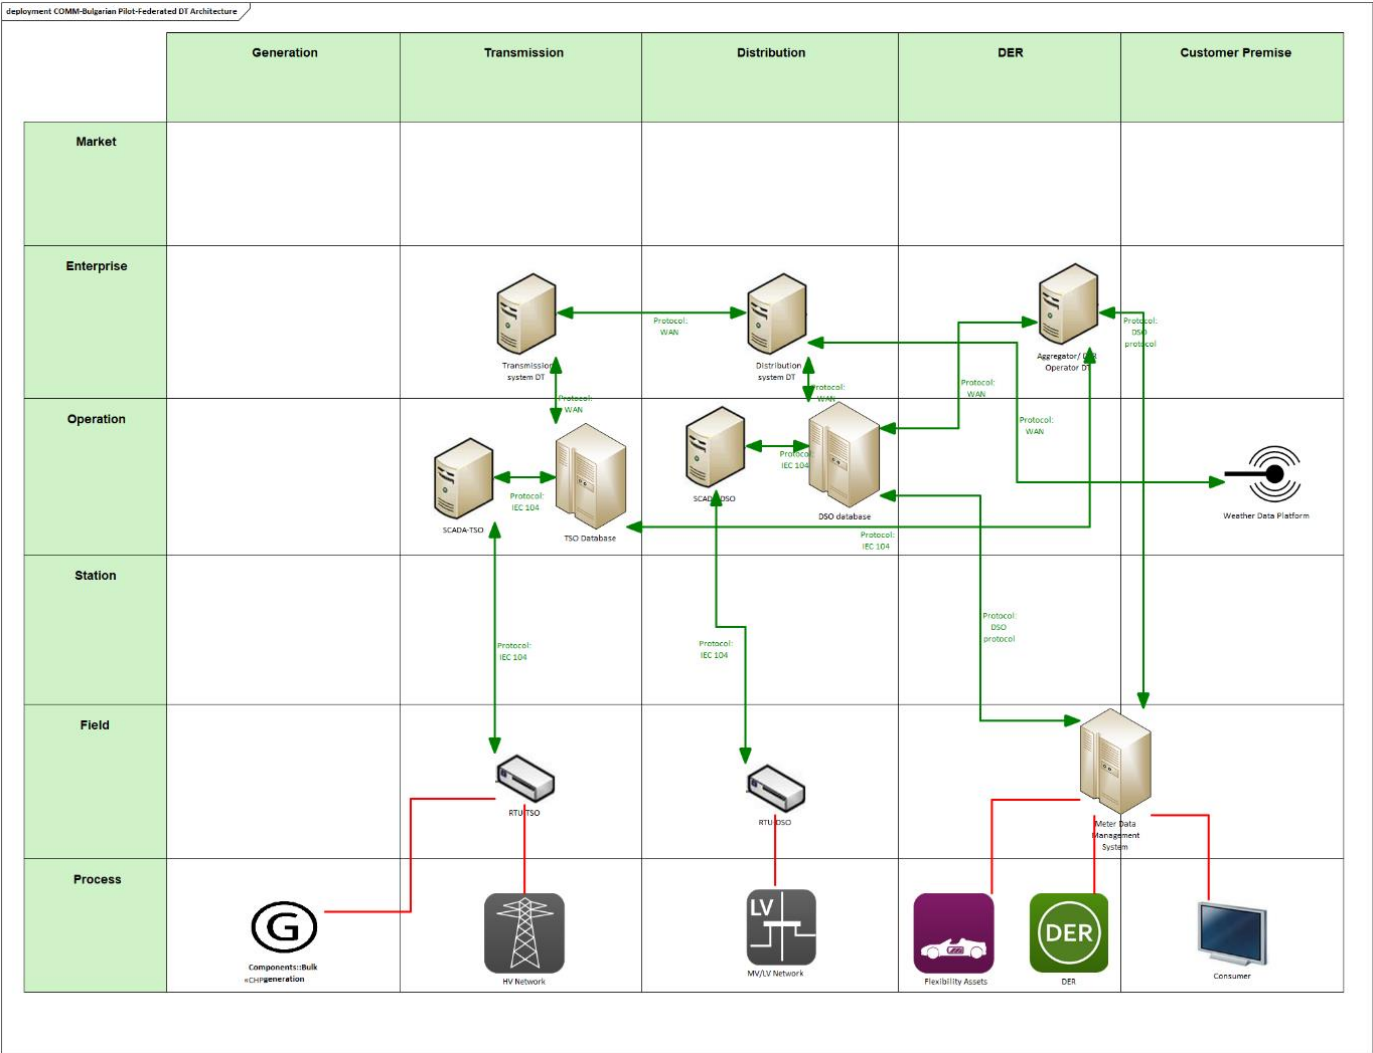 deployment COMM-Bulgarian Pilot-Federated DT Architecture
Generation
Transmission
Distribution
DER
Customer Premise
Market
Enterprise
Protocol:
WAN
Protocol:
DSO
protocol
Transmission
system DT
Distribution
system DT
Aggregator/ DER
Operator DT
Protocol:
WAN
Protocol:
WAN
Protocol:
WAN
Operation
Protocol:
WAN
Protocol:
IEC 104
Protocol:
IEC 104
SCADA-TSO
TSO Database
SCADA-DSO
DSO database
Weather Data Platform
Protocol:
IEC 104
Station
Protocol:
DSO
protocol
Protocol:
IEC 104
Protocol:
IEC 104
Field
RTU-TSO
RTU-DSO
Meter Data
Management
System
Process
G
LV
DER
Components::Bulk
«CHP»generation
HV Network
MV/LV Network
Flexibility Assets
DER
Consumer